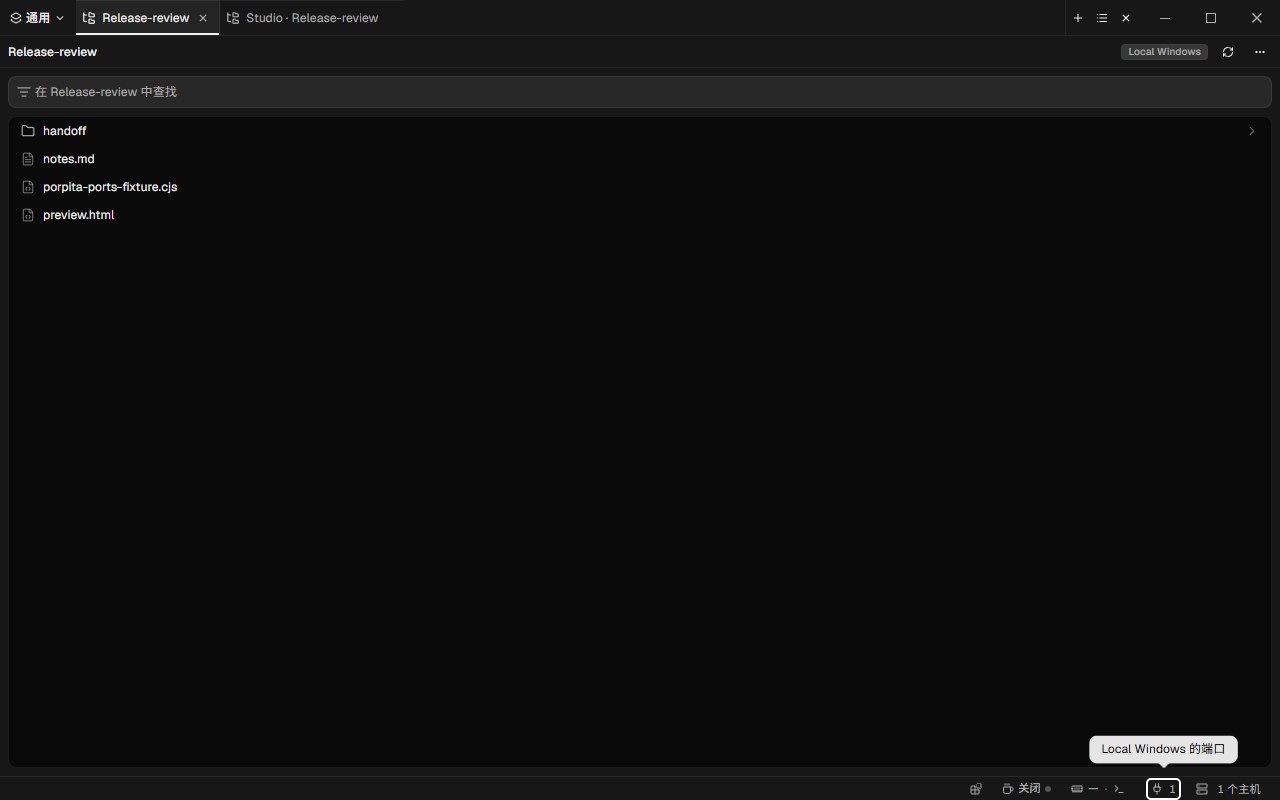 通用
Release-review
Studio · Release-review
Release-review
Local Windows
在 Release-review 中查找
handoff
notes.md
porpita-ports-fixture.cjs
preview.html
Local Windows 的端口
关闭
1
1 个主机